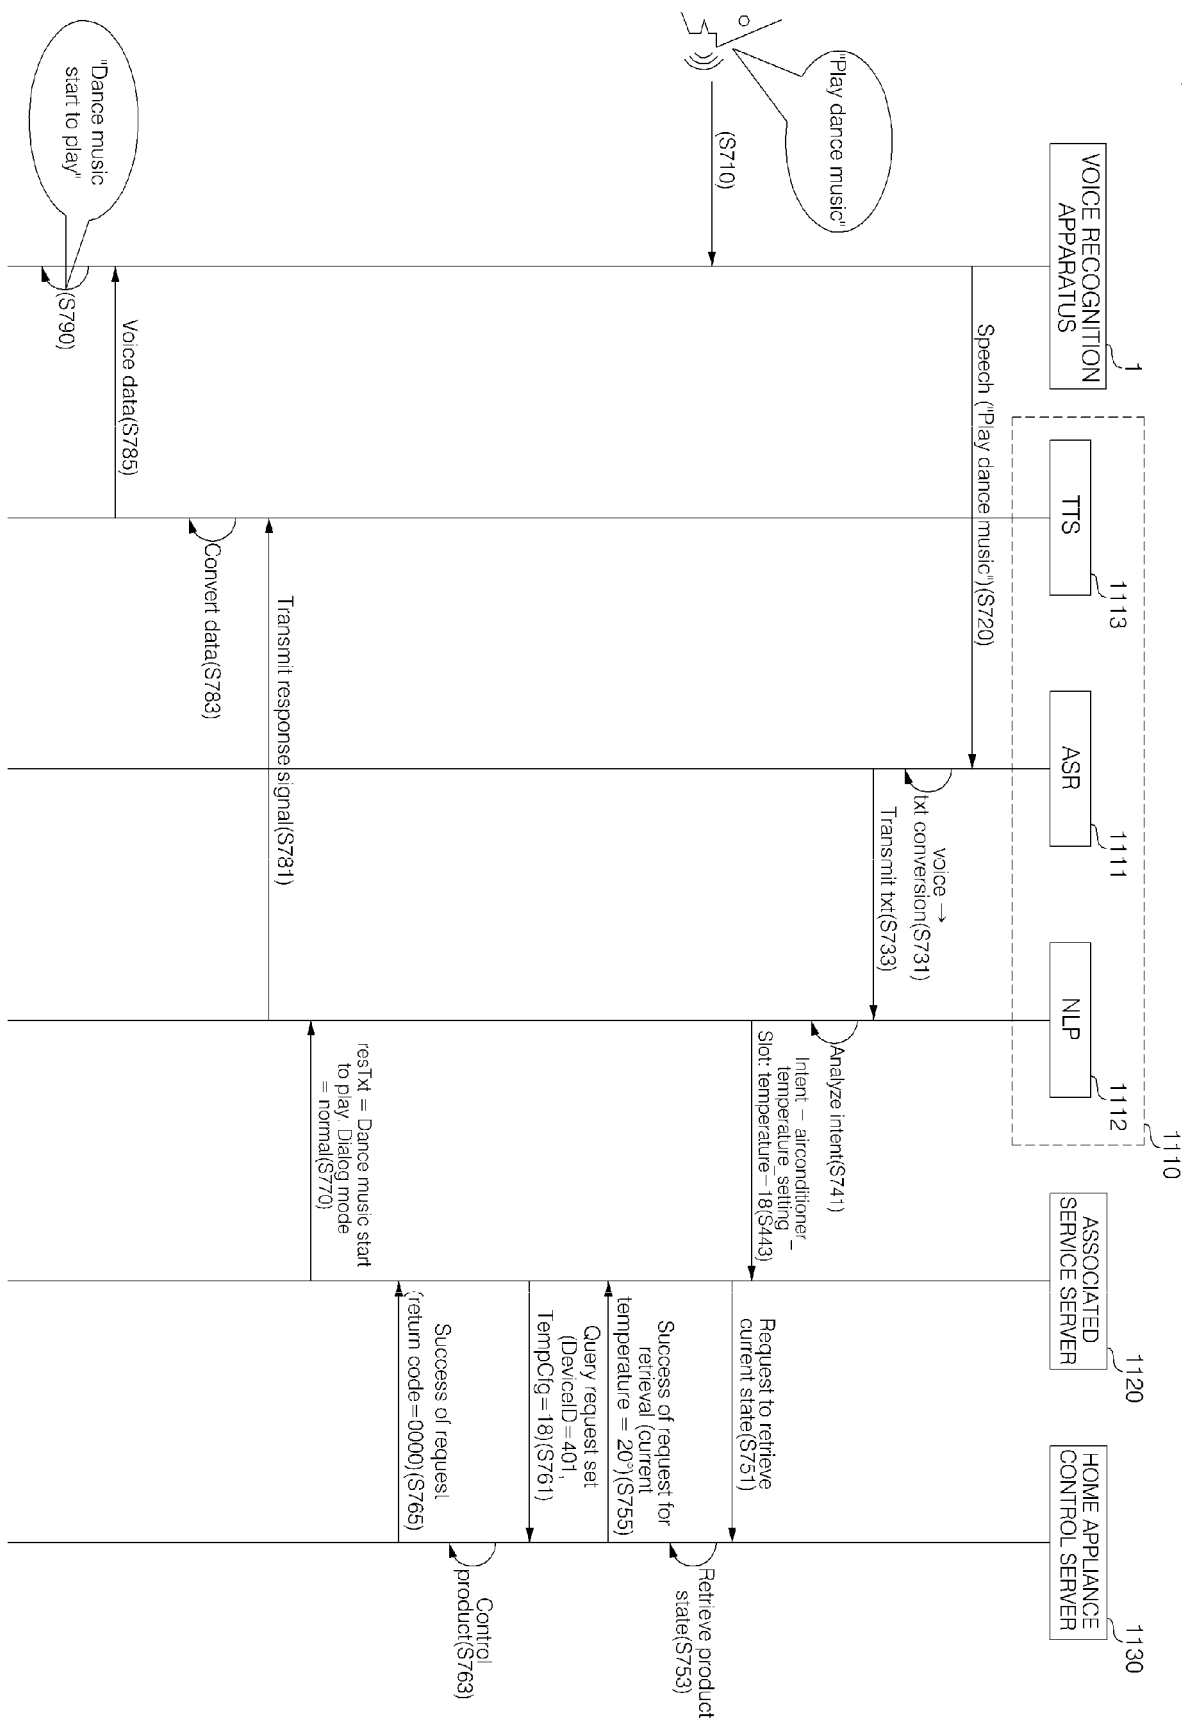 VOICE RECOGNITION
APPARATUS
1
TTS
1113
ASR
1111
NLP
1112
1110
ASSOCIATED
SERVICE SERVER
1120
HOME APPLIANCE
CONTROL SERVER
1130
"Play dance music"
(S710)
Speech ("Play dance music")(S720)
voice →
txt conversion(S731)
Transmit txt(S733)
Analyze intent(S741)
Intent – airconditioner_
temperature_setting
Slot: temperature–18(S443)
Request to retrieve
current state(S751)
Retrieve product
state(S753)
Success of request for
retrieval (current
temperature = 20°)(S755)
Query request set
(DeviceID=401,
TempCfg=18)(S761)
Control
product(S763)
Success of request
(return code=0000)(S765)
resTxt = Dance music start
to play. Dialog mode
= normal(S770)
Transmit response signal(S781)
Convert data(S783)
Voice data(S785)
(S790)
"Dance music
start to play"